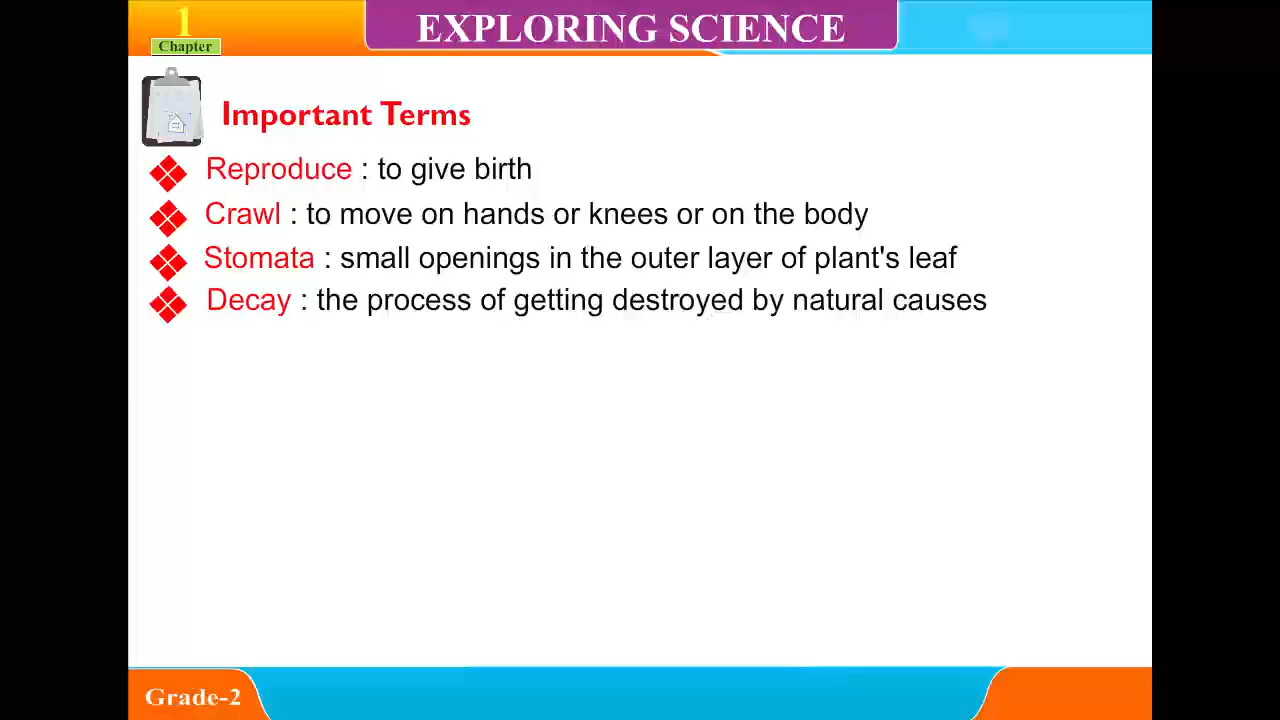 1
Chapter
EXPLORING SCIENCE
Important Terms
Reproduce : to give birth
Crawl : to move on hands or knees or on the body
Stomata : small openings in the outer layer of plant's leaf
Decay : the process of getting destroyed by natural causes
Grade-2